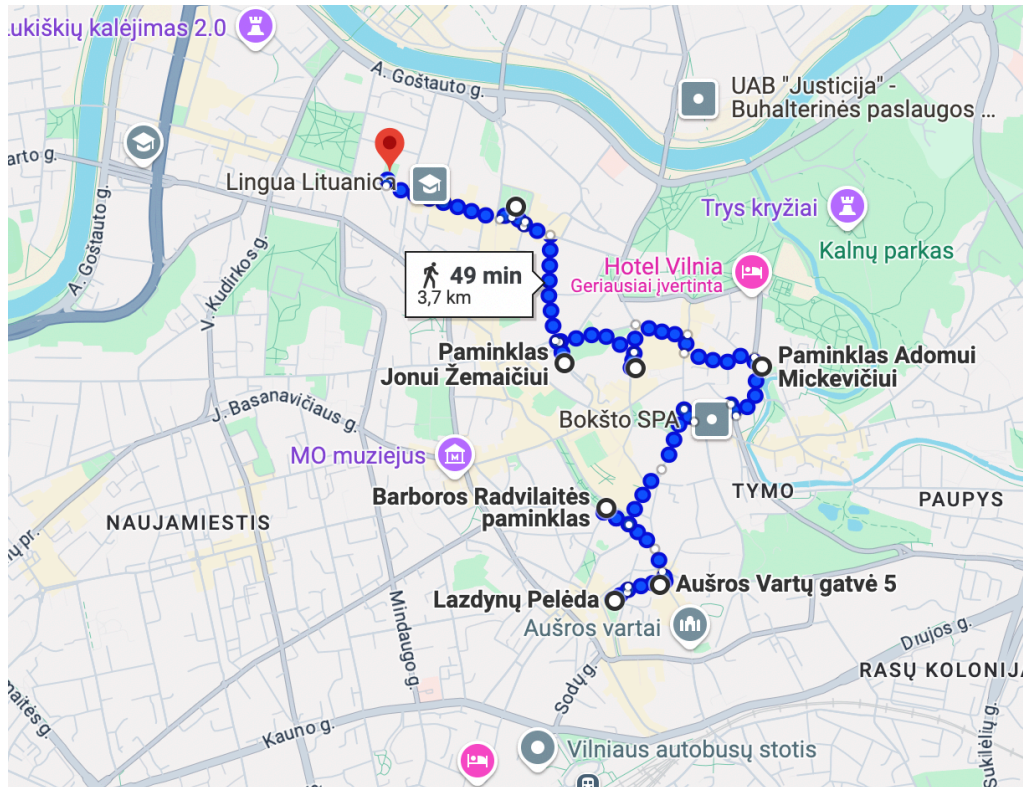 Lukiškių kalėjimas 2.0
A. Goštauto g.
UAB "Justicija" -
Buhalterinės paslaugos ...
arto g.
Lingua Lituanica
Trys kryžiai
Kalnų parkas
A. Goštauto g.
V. Kudirkos g.
49 min
3,7 km
Hotel Vilnia
Geriausiai įvertinta
Paminklas
Jonui Žemaičiui
Paminklas Adomui
Mickevičiui
J. Basanavičiaus g.
Bokšto SPA
MO muziejus
Barboros Radvilaitės
paminklas
TYMO
PAUPYS
NAUJAMIESTIS
ų pr.
Mindaugo g.
Lazdynų Pelėda
Aušros Vartų gatvė 5
Aušros vartai
Drujos g.
RASŲ KOLONIJA
Sodų g.
maitės g.
Kauno g.
Vilniaus autobusų stotis
Sukilėlių g.